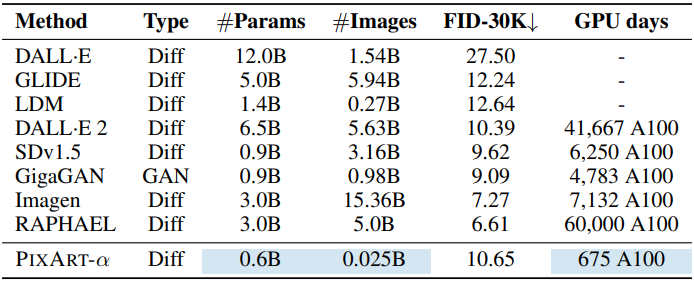 Method Type #Params #Images FID-30K↓ GPU days
DALL·E Diff 12.0B 1.54B 27.50 -
GLIDE Diff 5.0B 5.94B 12.24 -
LDM Diff 1.4B 0.27B 12.64 -
DALL·E 2 Diff 6.5B 5.63B 10.39 41,667 A100
SDv1.5 Diff 0.9B 3.16B 9.62 6,250 A100
GigaGAN GAN 0.9B 0.98B 9.09 4,783 A100
Imagen Diff 3.0B 15.36B 7.27 7,132 A100
RAPHAEL Diff 3.0B 5.0B 6.61 60,000 A100
PIXART-α Diff 0.6B 0.025B 10.65 675 A100